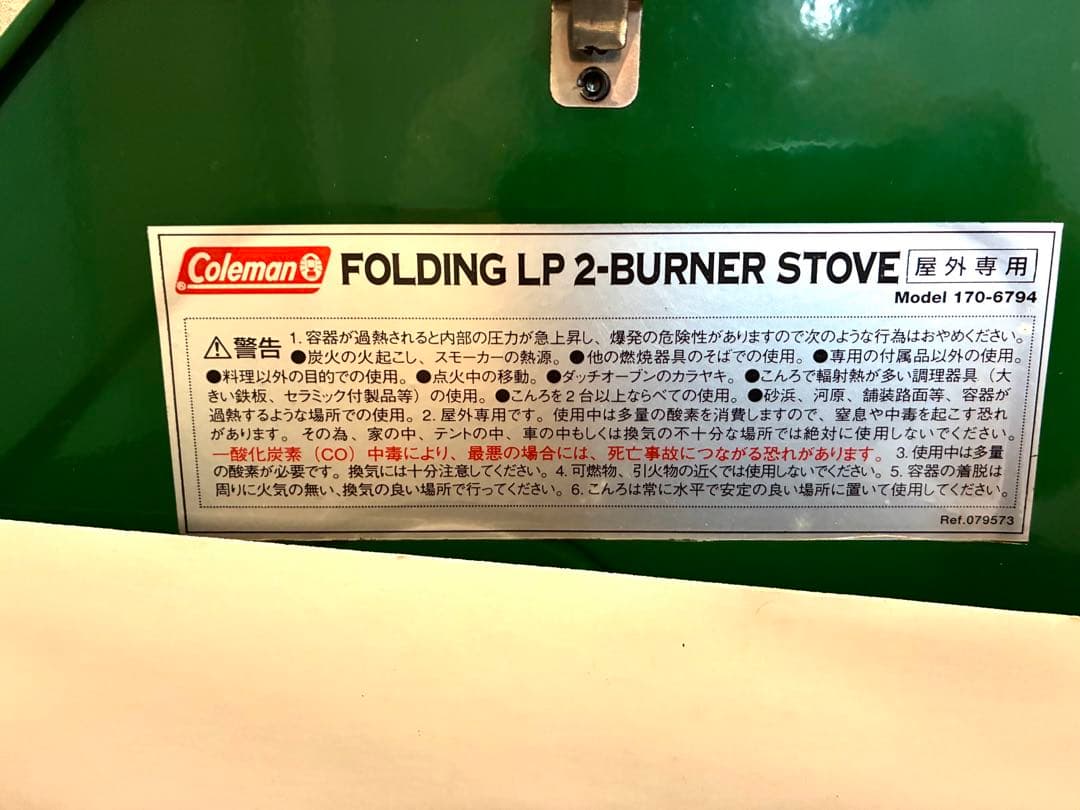 Coleman® FOLDING LP 2-BURNER STOVE 屋外専用
Model 170-6794
⚠警告 1. 容器が過熱されると内部の圧力が急上昇し、爆発の危険性がありますので次のような行為はおやめください。
●炭火の火起こし、スモーカーの熱源。●他の燃焼器具のそばでの使用。●専用の付属品以外の使用。
●料理以外の目的での使用。●点火中の移動。●ダッチオーブンのカラヤキ。●こんろで輻射熱が多い調理器具（大
きい鉄板、セラミック付製品等）の使用。●こんろを2台以上ならべての使用。●砂浜、河原、舗装路面等、容器が
過熱するような場所での使用。2. 屋外専用です。使用中は多量の酸素を消費しますので、窒息や中毒を起こす恐れ
があります。その為、家の中、テントの中、車の中もしくは換気の不十分な場所では絶対に使用しないでください。
一酸化炭素（CO）中毒により、最悪の場合には、死亡事故につながる恐れがあります。3. 使用中は多量
の酸素が必要です。換気には十分注意してください。4. 可燃物、引火物の近くでは使用しないでください。5. 容器の着脱は
周りに火気の無い、換気の良い場所で行ってください。6. こんろは常に水平で安定の良い場所に置いて使用してください。
Ref.079573